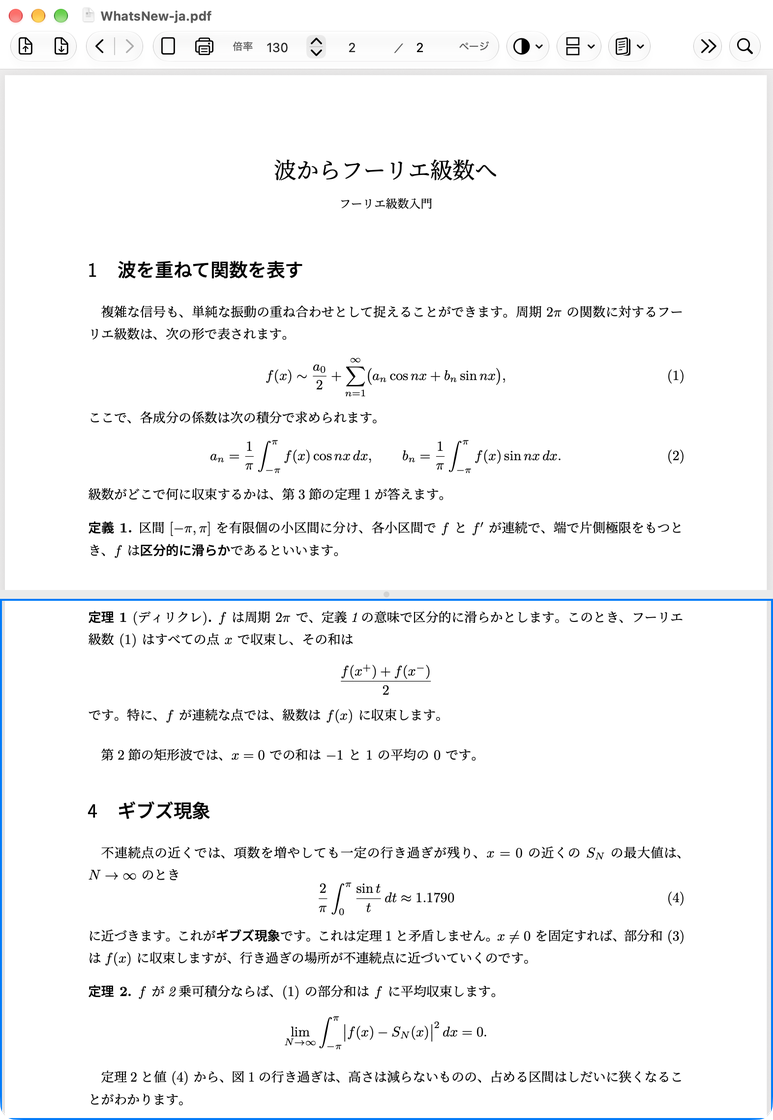 WhatsNew-ja.pdf
倍率 130 2 / 2 ページ
波からフーリエ級数へ
フーリエ級数入門
1 波を重ねて関数を表す
複雑な信号も、単純な振動の重ね合わせとして捉えることができます。周期 2π の関数に対するフー
リエ級数は、次の形で表されます。
f(x) ∼ a₀/2 + ∑_{n=1}^{∞} (aₙ cos nx + bₙ sin nx), (1)
ここで、各成分の係数は次の積分で求められます。
aₙ = 1/π ∫_{−π}^{π} f(x) cos nx dx, bₙ = 1/π ∫_{−π}^{π} f(x) sin nx dx. (2)
級数がどこで何に収束するかは、第 3 節の定理 1 が答えます。
定義 1. 区間 [−π, π] を有限個の小区間に分け、各小区間で f と f′ が連続で、端で片側極限をもつと
き、f は区分的に滑らかであるといいます。
定理 1 (ディリクレ). f は周期 2π で、定義 1 の意味で区分的に滑らかとします。このとき、フーリエ
級数 (1) はすべての点 x で収束し、その和は
(f(x⁺) + f(x⁻))/2
です。特に、f が連続な点では、級数は f(x) に収束します。
第 2 節の矩形波では、x = 0 での和は −1 と 1 の平均の 0 です。
4 ギブズ現象
不連続点の近くでは、項数を増やしても一定の行き過ぎが残り、x = 0 の近くの S_N の最大値は、
N → ∞ のとき
2/π ∫_{0}^{π} sin t/t dt ≈ 1.1790 (4)
に近づきます。これがギブズ現象です。これは定理 1 と矛盾しません。x ≠ 0 を固定すれば、部分和 (3)
は f(x) に収束しますが、行き過ぎの場所が不連続点に近づいていくのです。
定理 2. f が 2 乗可積分ならば、(1) の部分和は f に平均収束します。
lim_{N→∞} ∫_{−π}^{π} |f(x) − S_N(x)|² dx = 0.
定理 2 と値 (4) から、図 1 の行き過ぎは、高さは減らないものの、占める区間はしだいに狭くなるこ
とがわかります。